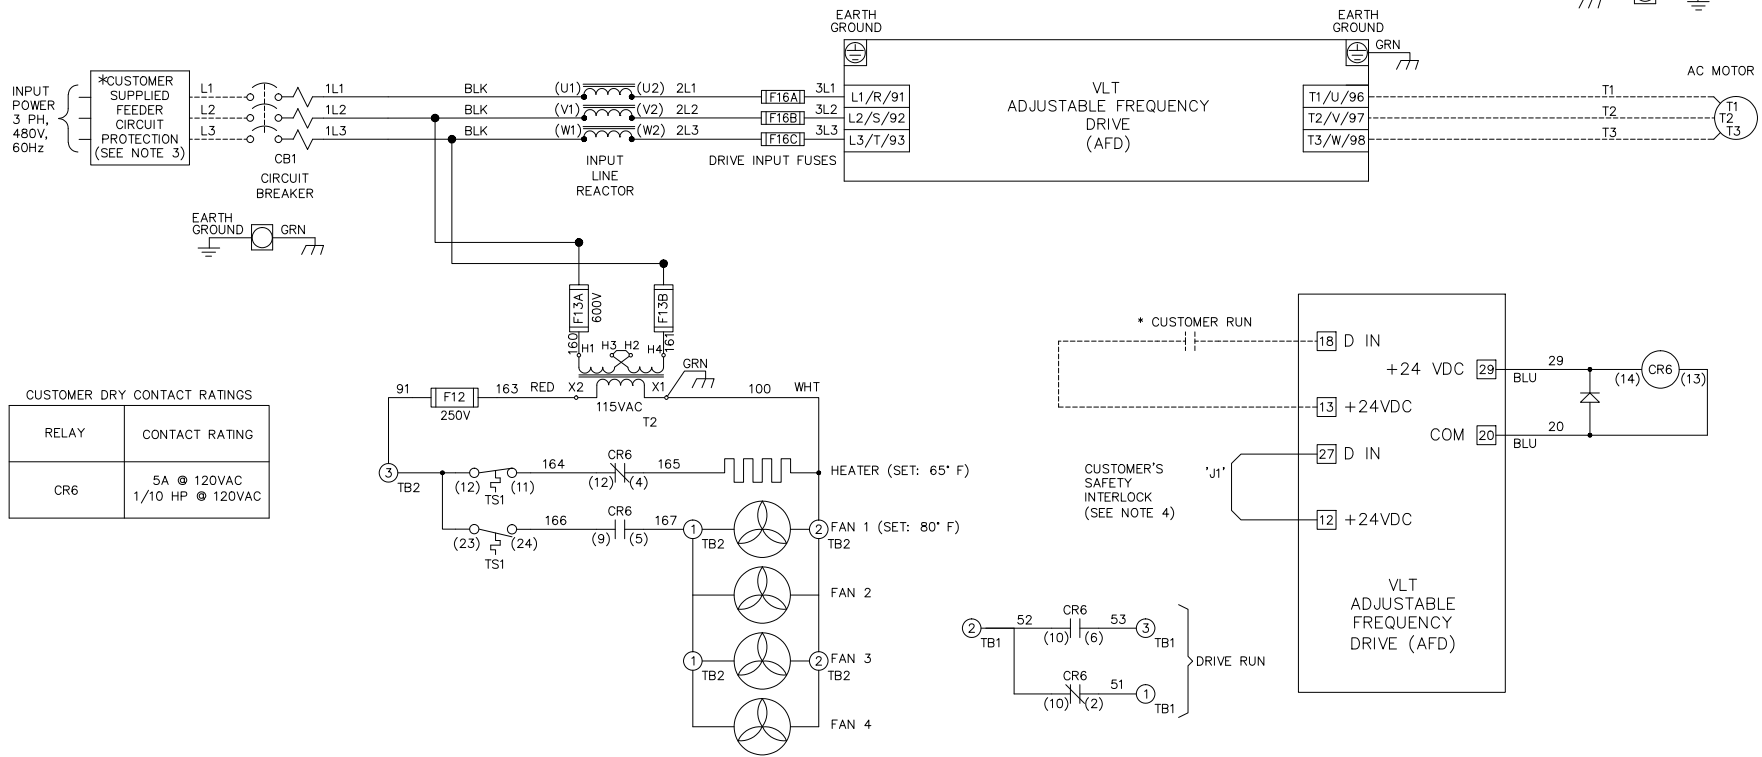 EARTH
GROUND
EARTH
GROUND
GRN
AC MOTOR
INPUT
POWER
3 PH,
480V,
60Hz
*CUSTOMER
SUPPLIED
FEEDER
CIRCUIT
PROTECTION
(SEE NOTE 3)
L1
L2
L3
CB1
CIRCUIT
BREAKER
1L1
1L2
1L3
BLK
BLK
BLK
(U1)
(U2)
2L1
(V1)
(V2)
2L2
(W1)
(W2)
2L3
INPUT
LINE
REACTOR
F16A
F16B
F16C
DRIVE INPUT FUSES
3L1
3L2
3L3
L1/R/91
L2/S/92
L3/T/93
VLT
ADJUSTABLE FREQUENCY
DRIVE
(AFD)
T1/U/96
T2/V/97
T3/W/98
T1
T2
T3
T1
T2
T3
EARTH
GROUND
GRN
F13A
600V
F13B
160
161
H1
H3
H2
H4
GRN
91
F12
250V
163
RED
X2
X1
115VAC
T2
100
WHT
CUSTOMER DRY CONTACT RATINGS
RELAY
CONTACT RATING
CR6
5A @ 120VAC
1/10 HP @ 120VAC
3
TB2
(12)
(11)
TS1
164
CR6
(12)
(4)
165
HEATER (SET: 65° F)
(23)
(24)
TS1
166
CR6
(9)
(5)
167
1
TB2
2
TB2
FAN 1 (SET: 80° F)
FAN 2
1
TB2
2
TB2
FAN 3
FAN 4
2
TB1
52
CR6
(10)
(6)
53
3
TB1
CR6
(10)
(2)
51
1
TB1
DRIVE RUN
* CUSTOMER RUN
18
D IN
13
+24VDC
27
D IN
12
+24VDC
CUSTOMER'S
SAFETY
INTERLOCK
(SEE NOTE 4)
'J1'
+24 VDC
29
BLU
29
(14)
CR6
(13)
COM
20
BLU
20
VLT
ADJUSTABLE
FREQUENCY
DRIVE (AFD)